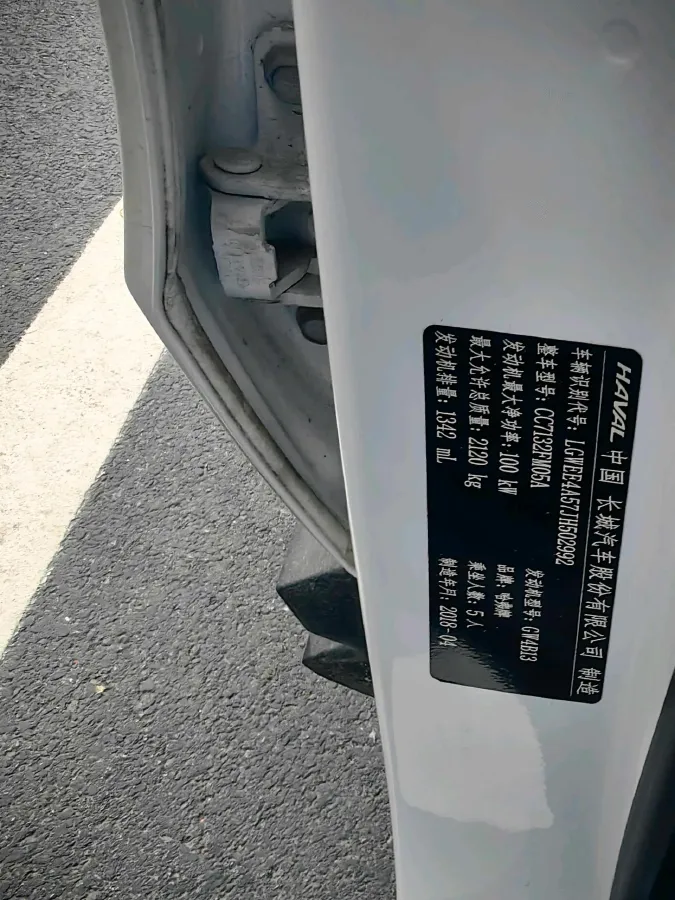 HAVAL 中国 长城汽车股份有限公司 制造
车辆识别代号: LGWEE4A57JH502992
整车型号: CC7132FM05A 发动机型号: GW4B13
发动机最大净功率: 100 kW 品牌: 哈弗牌
最大允许总质量: 2120 kg 乘坐人数: 5 人
发动机排量: 1342 mL 制造年月: 2018-04